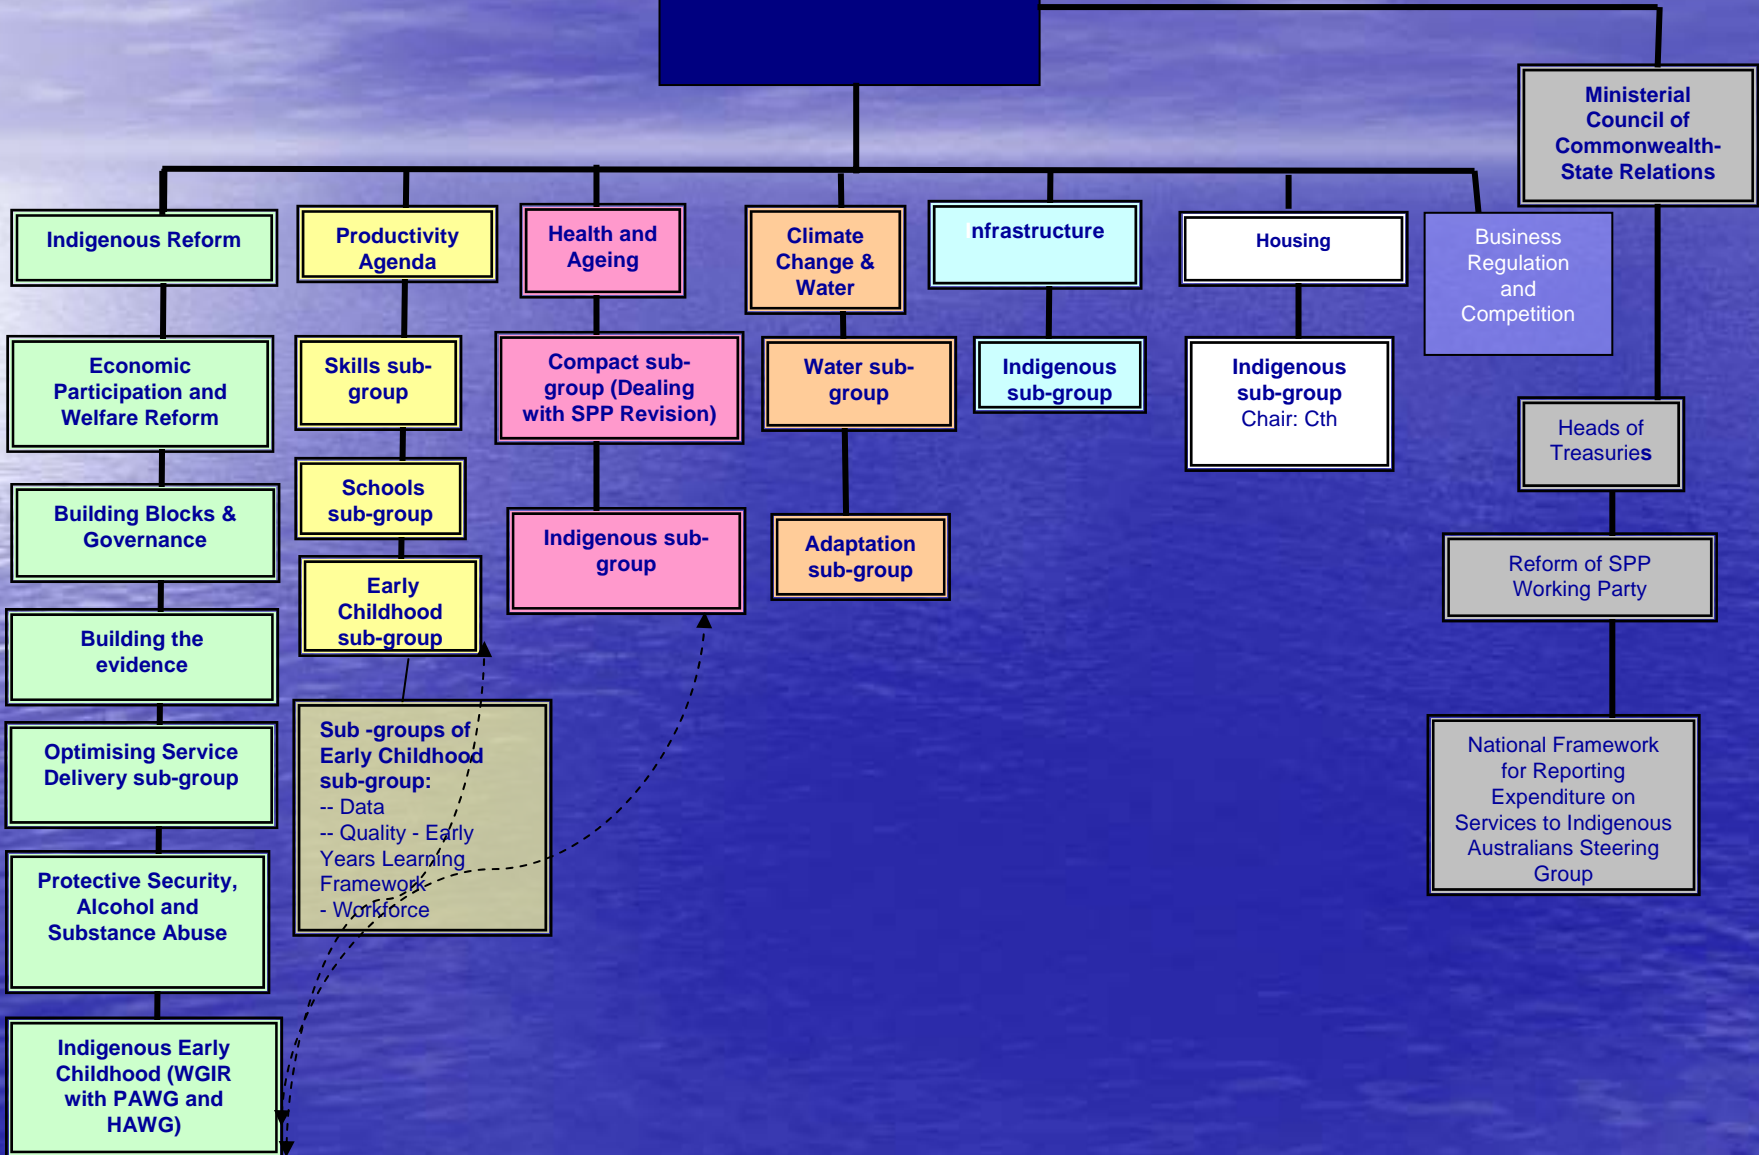 Ministerial
Council of
Commonwealth-
State Relations
Indigenous Reform
Productivity
Agenda
Health and
Ageing
Climate
Change &
Water
nfrastructure
Housing
Business
Regulation
and
Competition
Economic
Participation and
Welfare Reform
Skills sub-
group
Compact sub-
group (Dealing
with SPP Revision)
Water sub-
group
Indigenous
sub-group
Indigenous
sub-group
Chair: Cth
Heads of
Treasuries
Building Blocks &
Governance
Schools
sub-group
Indigenous sub-
group
Adaptation
sub-group
Reform of SPP
Working Party
Building the
evidence
Early
Childhood
sub-group
Optimising Service
Delivery sub-group
Sub -groups of
Early Childhood
sub-group:
-- Data
-- Quality - Early
Years Learning
Framework
- Workforce
National Framework
for Reporting
Expenditure on
Services to Indigenous
Australians Steering
Group
Protective Security,
Alcohol and
Substance Abuse
Indigenous Early
Childhood (WGIR
with PAWG and
HAWG)